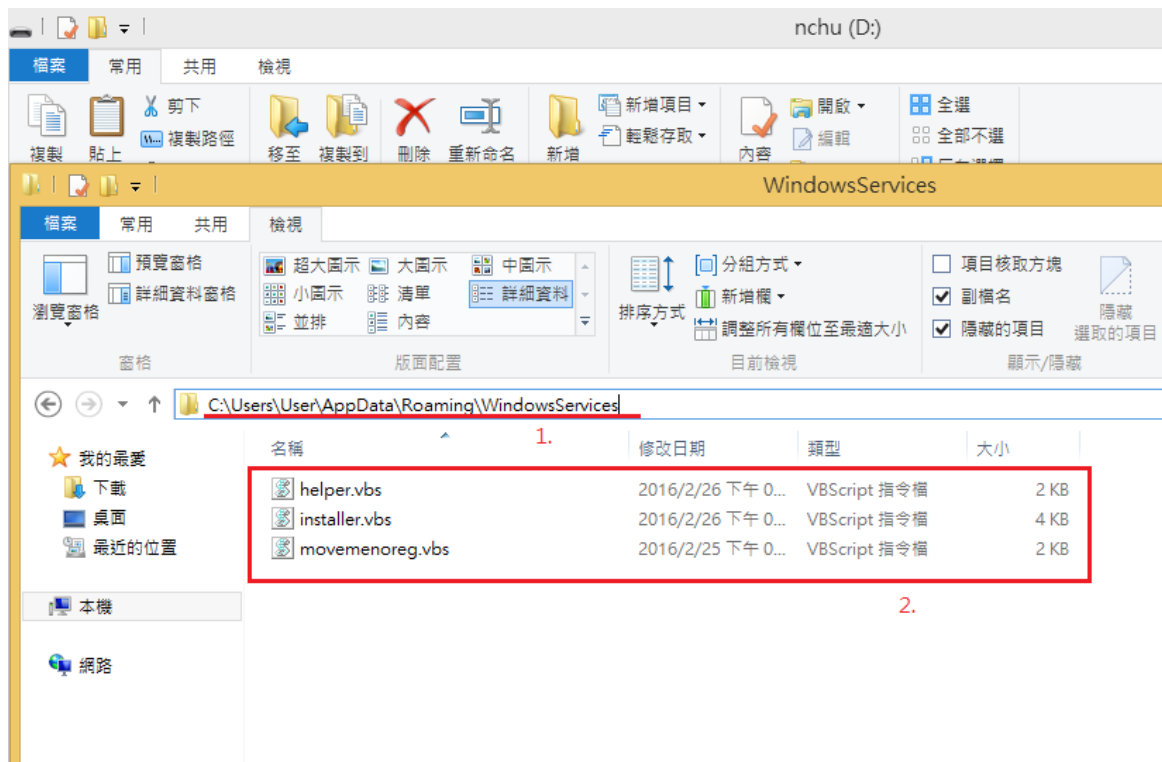 nchu (D:)
檔案 常用 共用 檢視
剪下 新增項目 開啟 全選
複製路徑 輕鬆存取 編輯 全部不選
複製 貼上 移至 複製到 刪除 重新命名 新增 內容
WindowsServices
檔案 常用 共用 檢視
預覽窗格 超大圖示 大圖示 中圖示 分組方式 項目核取方塊
詳細資料窗格 小圖示 清單 詳細資料 新增欄 副檔名
瀏覽窗格 並排 內容 排序方式 調整所有欄位至最適大小 隱藏的項目 隱藏
選取的項目
窗格 版面配置 目前檢視 顯示/隱藏
C:\Users\User\AppData\Roaming\WindowsServices
1.
名稱 修改日期 類型 大小
我的最愛
下載
桌面
最近的位置
本機
網路
helper.vbs 2016/2/26 下午 0... VBScript 指令檔 2 KB
installer.vbs 2016/2/26 下午 0... VBScript 指令檔 4 KB
movemenoreg.vbs 2016/2/25 下午 0... VBScript 指令檔 2 KB
2.